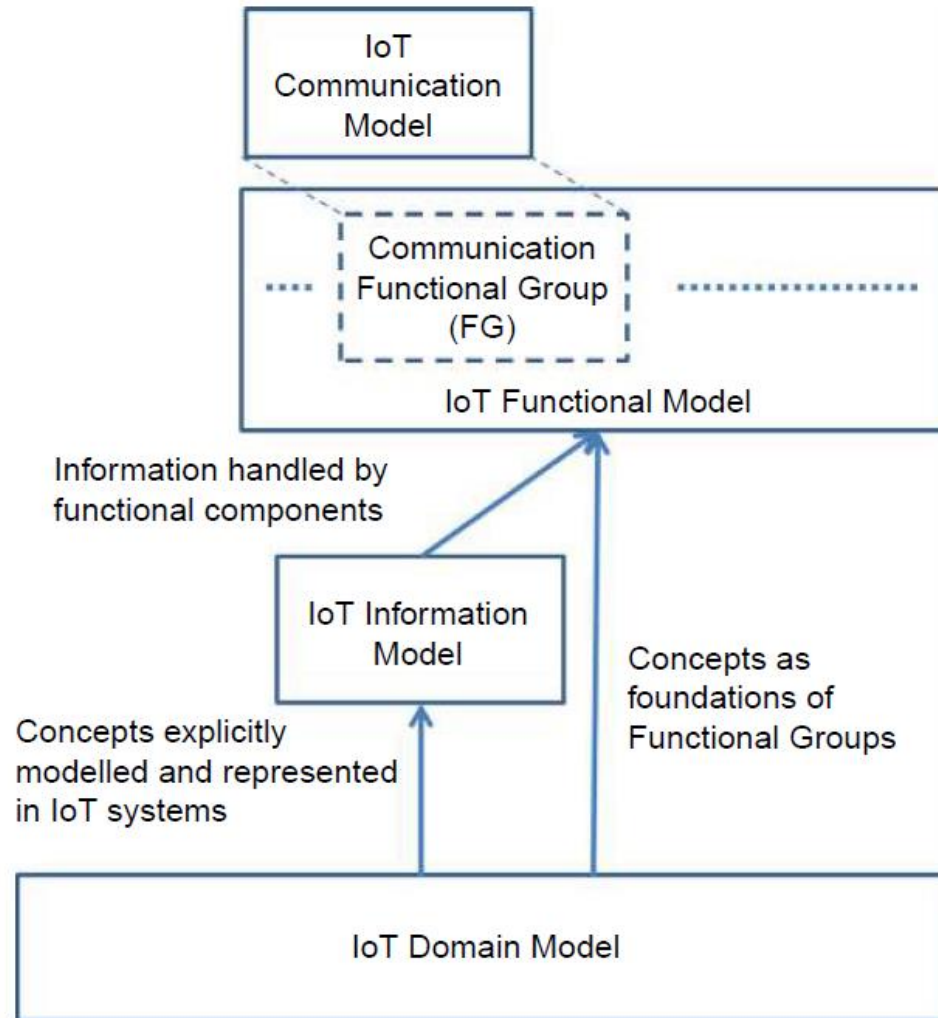 IoT
Communication
Model
Communication
Functional Group
(FG)
IoT Functional Model
Information handled by
functional components
IoT Information
Model
Concepts as
foundations of
Functional Groups
Concepts explicitly
modelled and represented
in IoT systems
IoT Domain Model